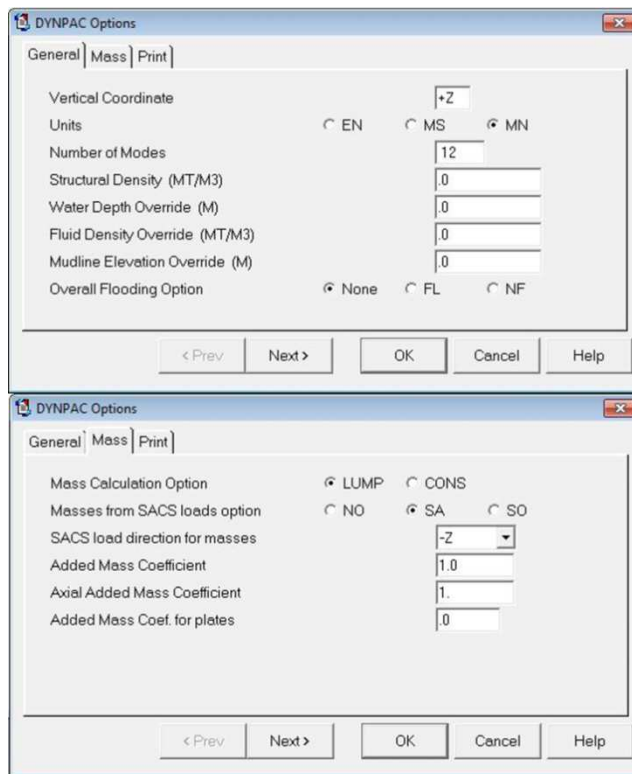 DYNPAC Options
General Mass Print
Vertical Coordinate +Z
Units EN MS MN
Number of Modes 12
Structural Density (MT/M3) .0
Water Depth Override (M) .0
Fluid Density Override (MT/M3) .0
Mudline Elevation Override (M) .0
Overall Flooding Option None FL NF
< Prev Next > OK Cancel Help
DYNPAC Options
General Mass Print
Mass Calculation Option LUMP CONS
Masses from SACS loads option NO SA SO
SACS load direction for masses -Z
Added Mass Coefficient 1.0
Axial Added Mass Coefficient 1.
Added Mass Coef. for plates .0
< Prev Next > OK Cancel Help